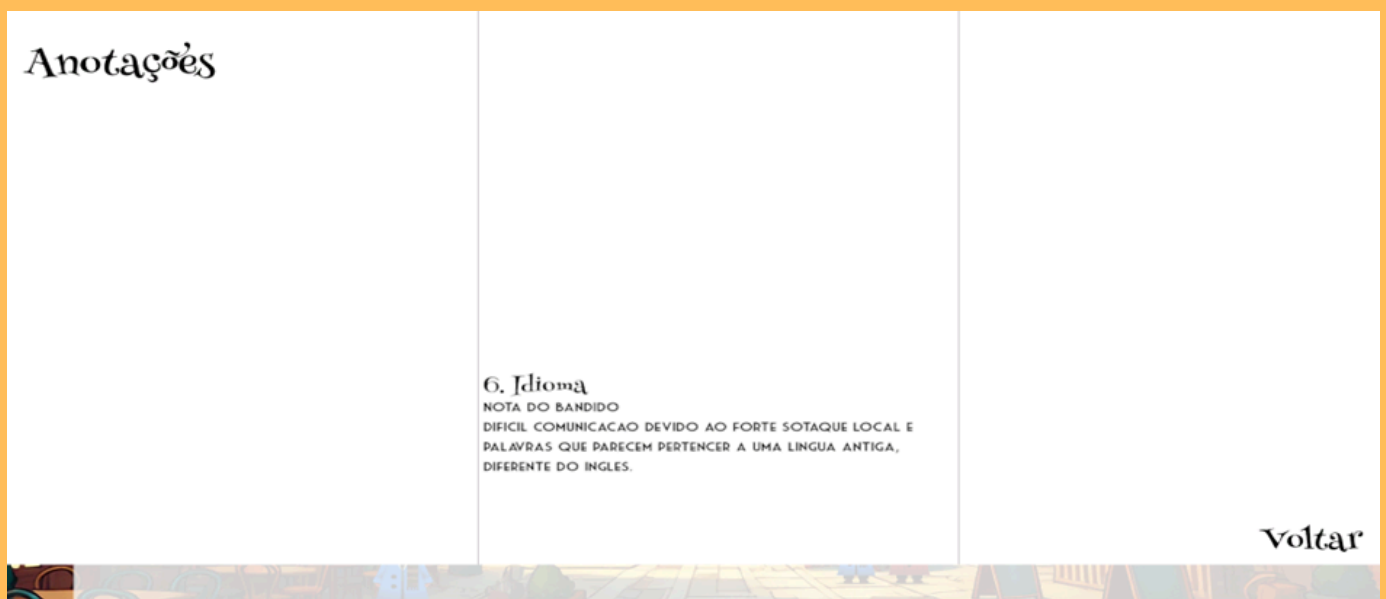 Anotações
6. Idioma
NOTA DO BANDIDO
DIFICIL COMUNICACAO DEVIDO AO FORTE SOTAQUE LOCAL E
PALAVRAS QUE PARECEM PERTENCER A UMA LINGUA ANTIGA,
DIFERENTE DO INGLES.
Voltar